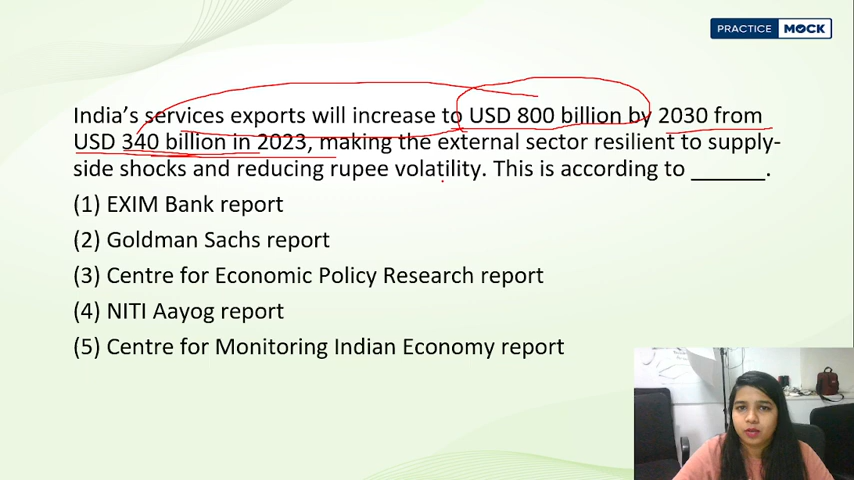 PRACTICE MOCK
India's services exports will increase to USD 800 billion by 2030 from
USD 340 billion in 2023, making the external sector resilient to supply-
side shocks and reducing rupee volatility. This is according to ______.
(1) EXIM Bank report
(2) Goldman Sachs report
(3) Centre for Economic Policy Research report
(4) NITI Aayog report
(5) Centre for Monitoring Indian Economy report